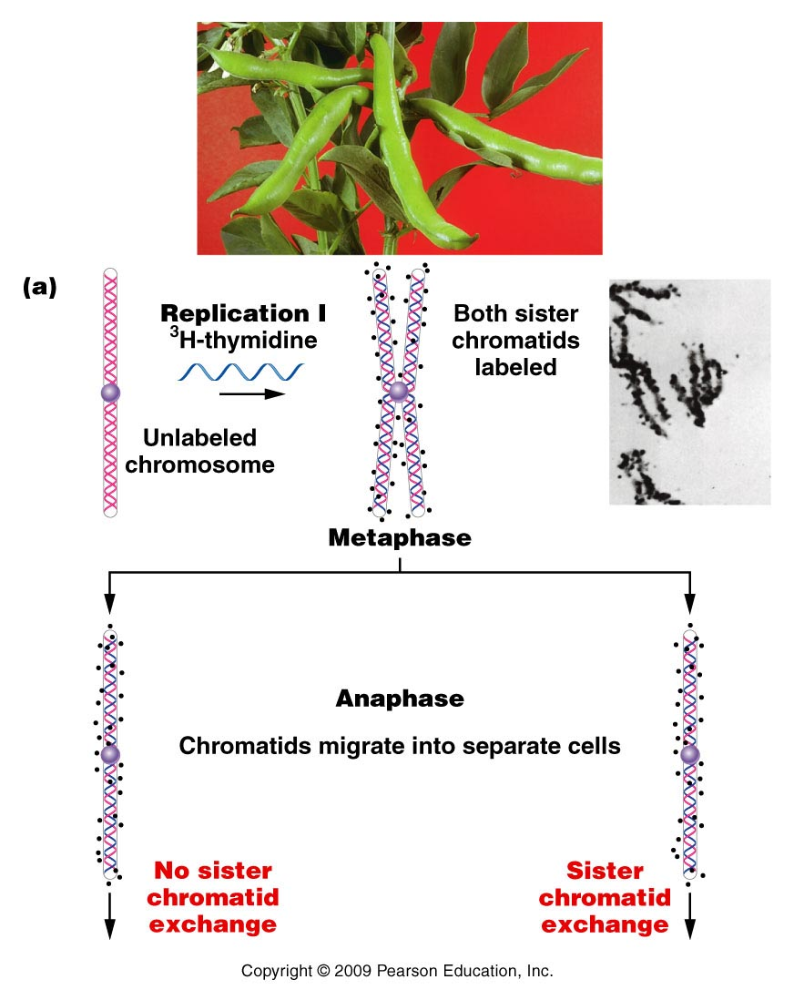 (a)
Replication I
³H-thymidine
Unlabeled
chromosome
Both sister
chromatids
labeled
Metaphase
Anaphase
Chromatids migrate into separate cells
No sister
chromatid
exchange
Sister
chromatid
exchange
Copyright © 2009 Pearson Education, Inc.